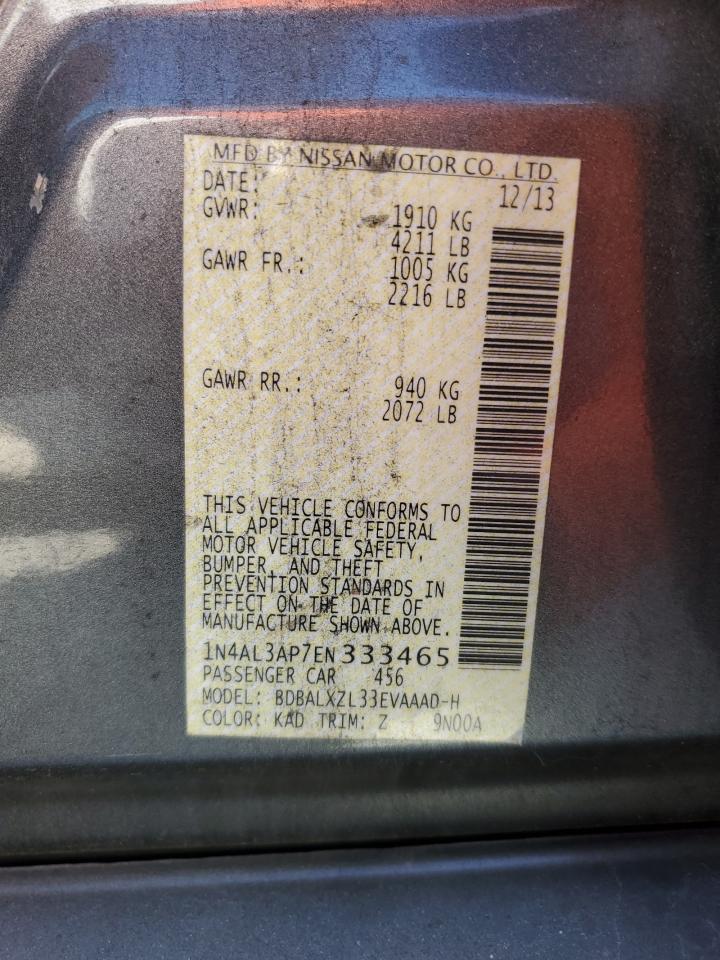 MFD BY NISSAN MOTOR CO., LTD.
DATE: 12/13
GVWR: 1910 KG
4211 LB
GAWR FR.: 1005 KG
2216 LB
GAWR RR.: 940 KG
2072 LB
THIS VEHICLE CONFORMS TO
ALL APPLICABLE FEDERAL
MOTOR VEHICLE SAFETY,
BUMPER, AND THEFT
PREVENTION STANDARDS IN
EFFECT ON THE DATE OF
MANUFACTURE SHOWN ABOVE.
1N4AL3AP7EN333465
PASSENGER CAR 456
MODEL: BDBALXZL33EVAAAD-H
COLOR: KAD TRIM: Z 9N00A